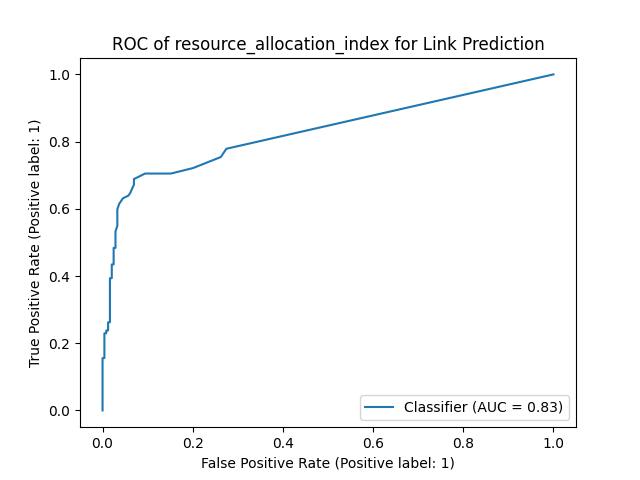 ROC of resource_allocation_index for Link Prediction
1.0
0.8
0.6
0.4
0.2
0.0
True Positive Rate (Positive label: 1)
Classifier (AUC = 0.83)
0.0 0.2 0.4 0.6 0.8 1.0
False Positive Rate (Positive label: 1)